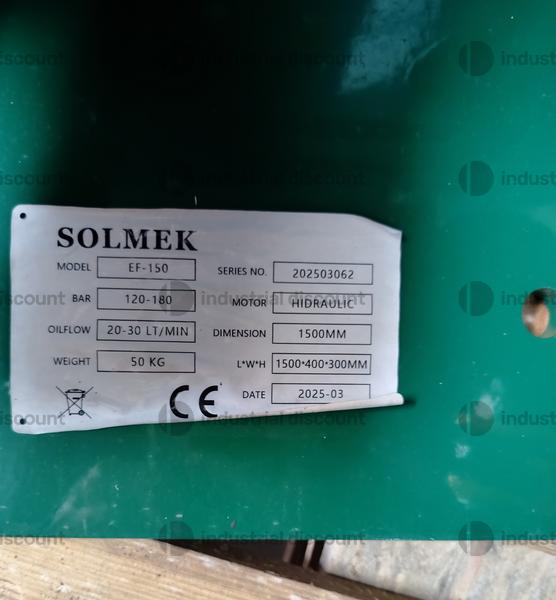 SOLMEK
MODEL EF-150
BAR 120-180
OILFLOW 20-30 LT/MIN
WEIGHT 50 KG
CE
SERIES NO. 202503062
MOTOR HIDRAULIC
DIMENSION 1500MM
L*W*H 1500*400*300MM
DATE 2025-03
industrial discount